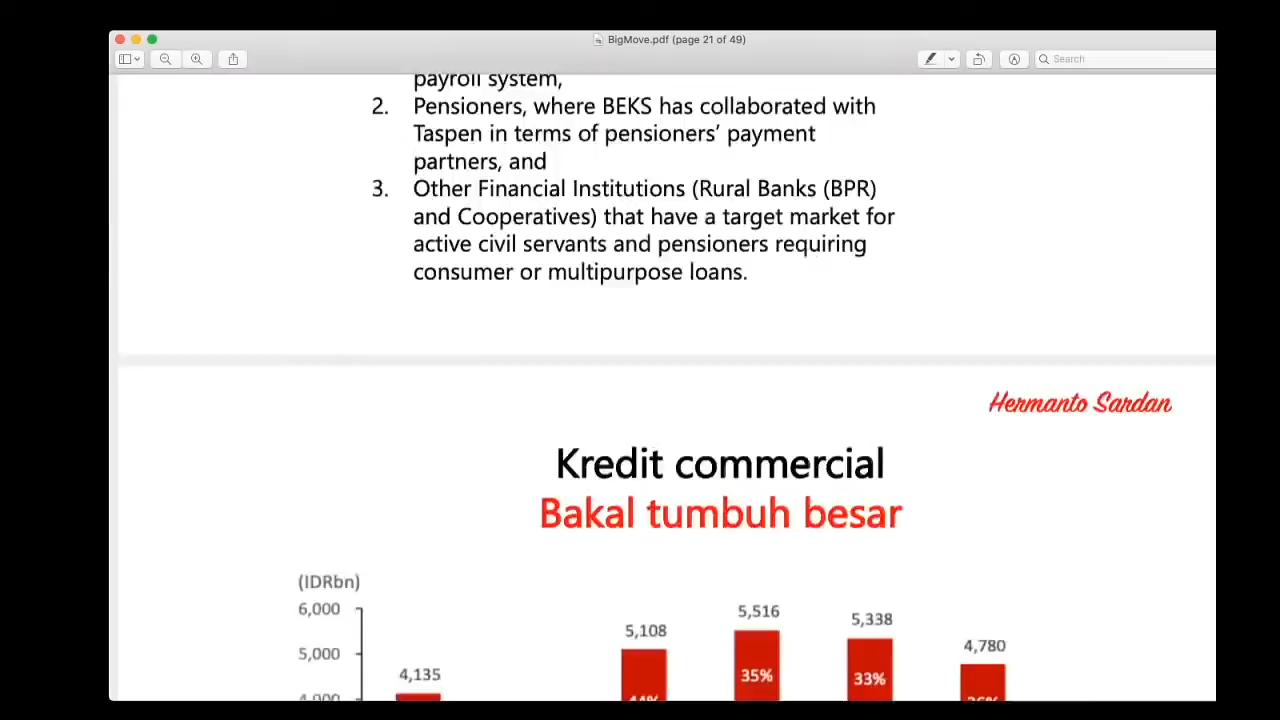 BigMove.pdf (page 21 of 49)
Search
payroll system,
2. Pensioners, where BEKS has collaborated with
Taspen in terms of pensioners’ payment
partners, and
3. Other Financial Institutions (Rural Banks (BPR)
and Cooperatives) that have a target market for
active civil servants and pensioners requiring
consumer or multipurpose loans.
Hermanto Sardan
Kredit commercial
Bakal tumbuh besar
(IDRbn)
6,000
5,516
5,338
5,108
4,780
5,000
4,135
35%
33%